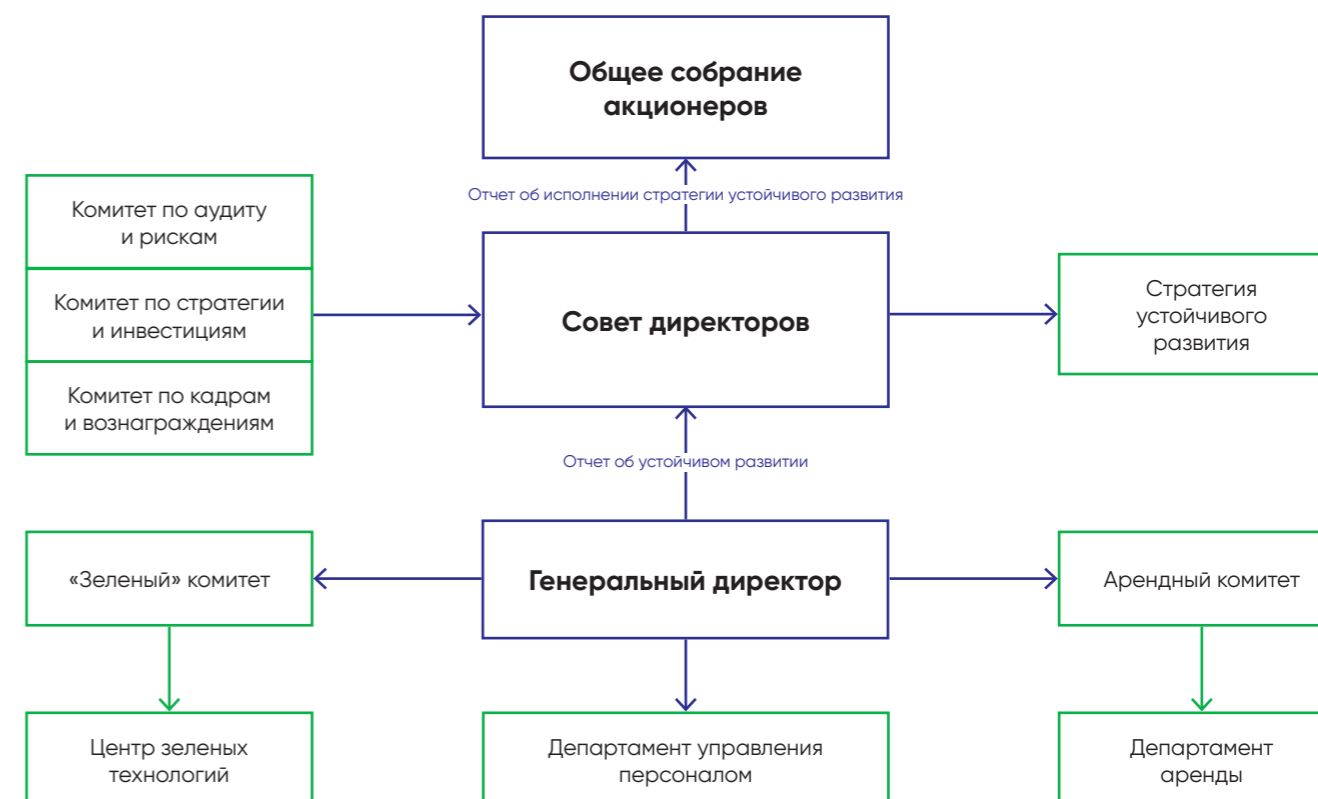 Общее собрание
акционеров
Отчет об исполнении стратегии устойчивого развития
Комитет по аудиту
и рискам
Комитет по стратегии
и инвестициям
Комитет по кадрам
и вознаграждениям
Совет директоров
Стратегия
устойчивого
развития
Отчет об устойчивом развитии
«Зеленый» комитет
Генеральный директор
Арендный комитет
Центр зеленых
технологий
Департамент управления
персоналом
Департамент
аренды